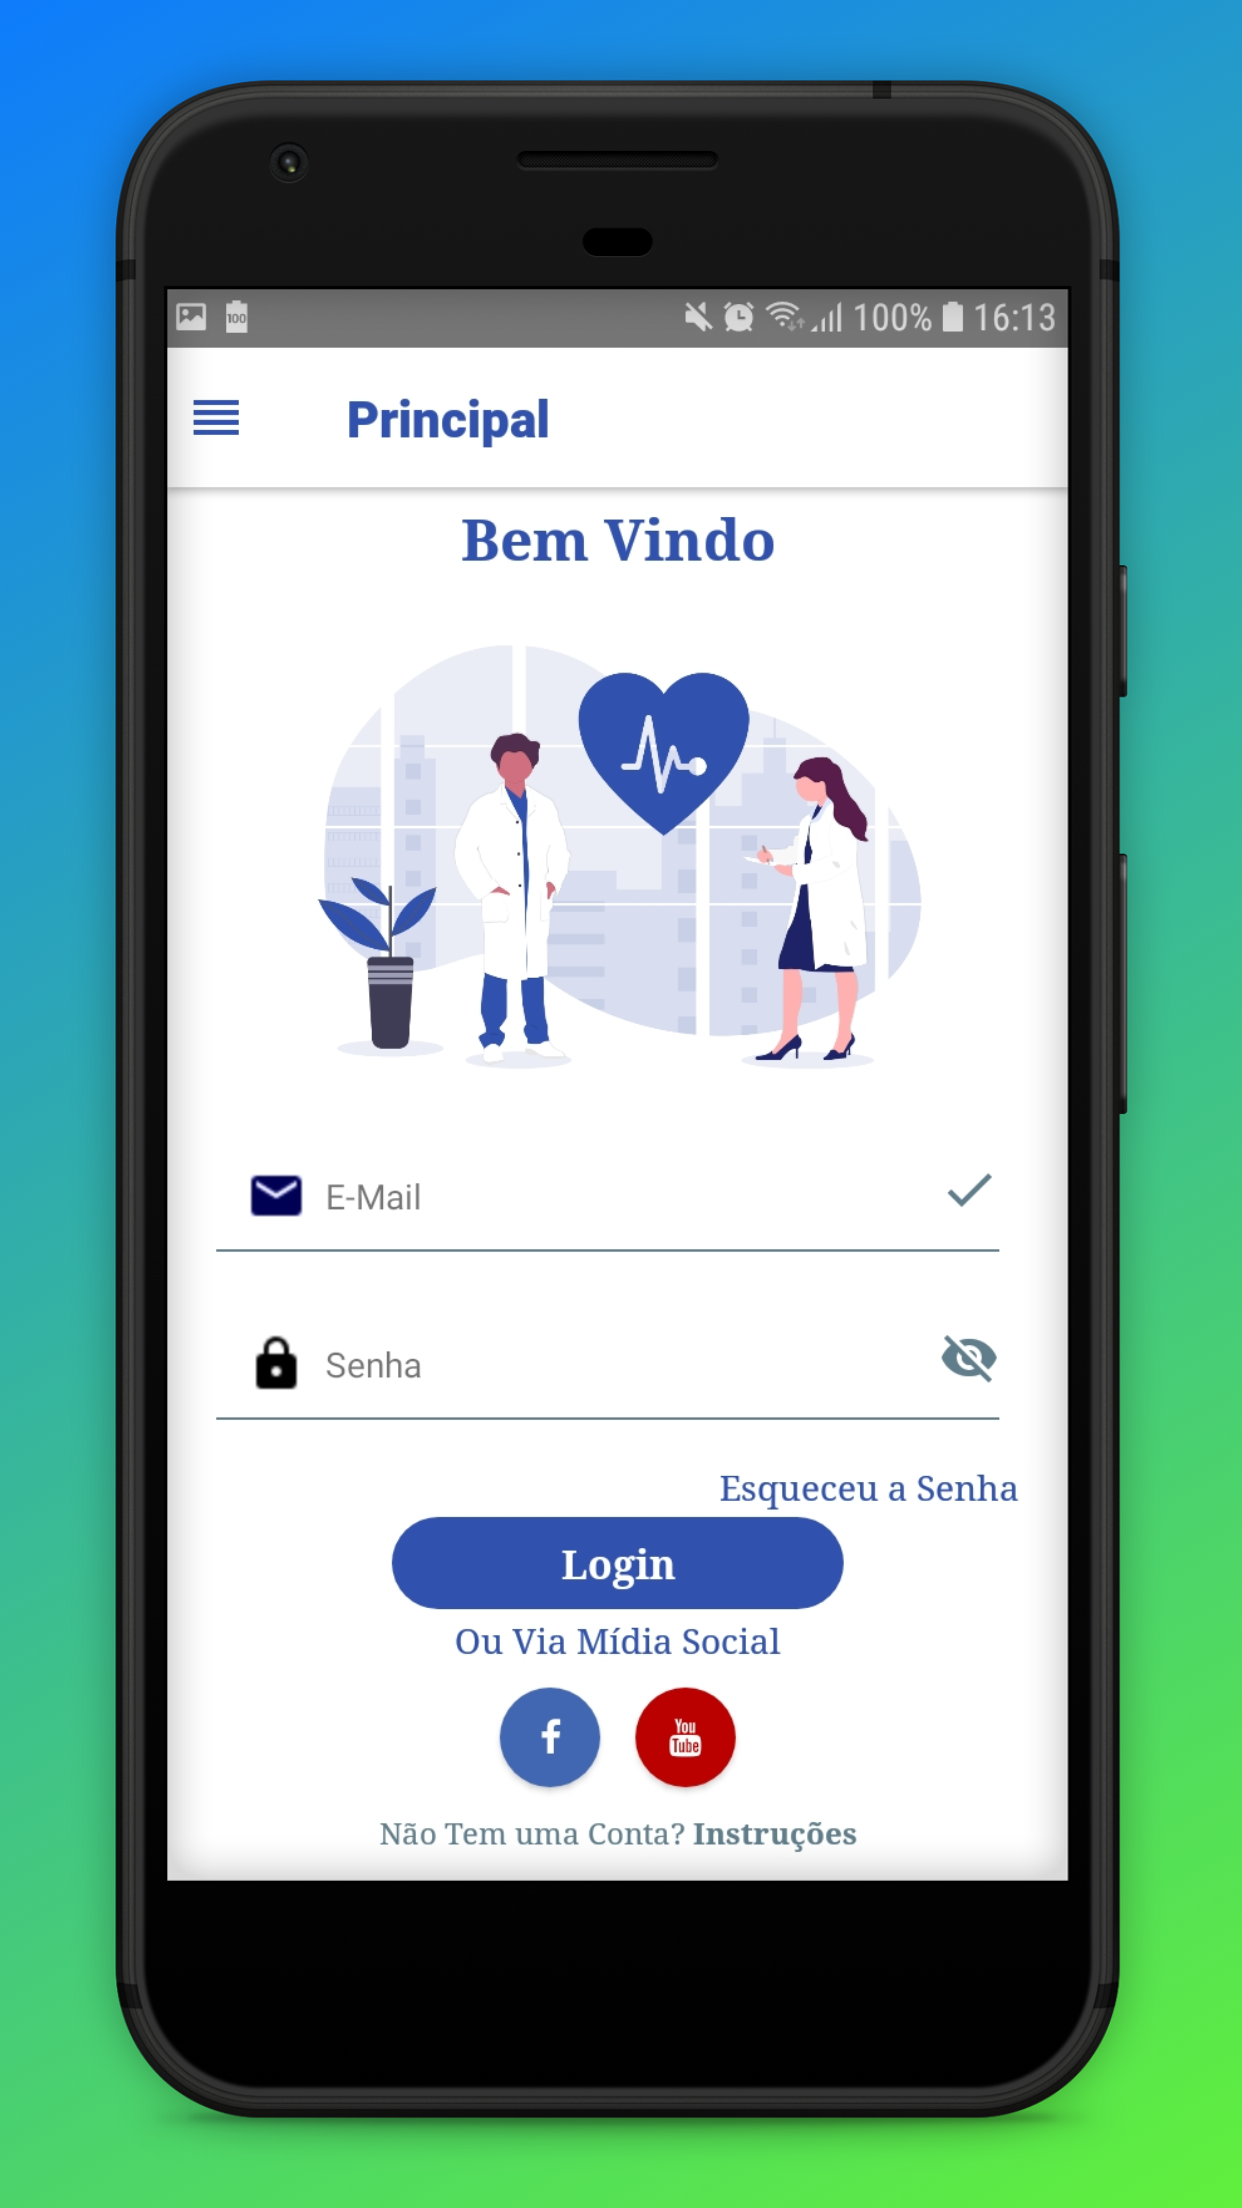 100 100% 16:13
Principal
Bem Vindo
E-Mail
Senha
Esqueceu a Senha
Login
Ou Via Mídia Social
f You
Tube
Não Tem uma Conta? Instruções